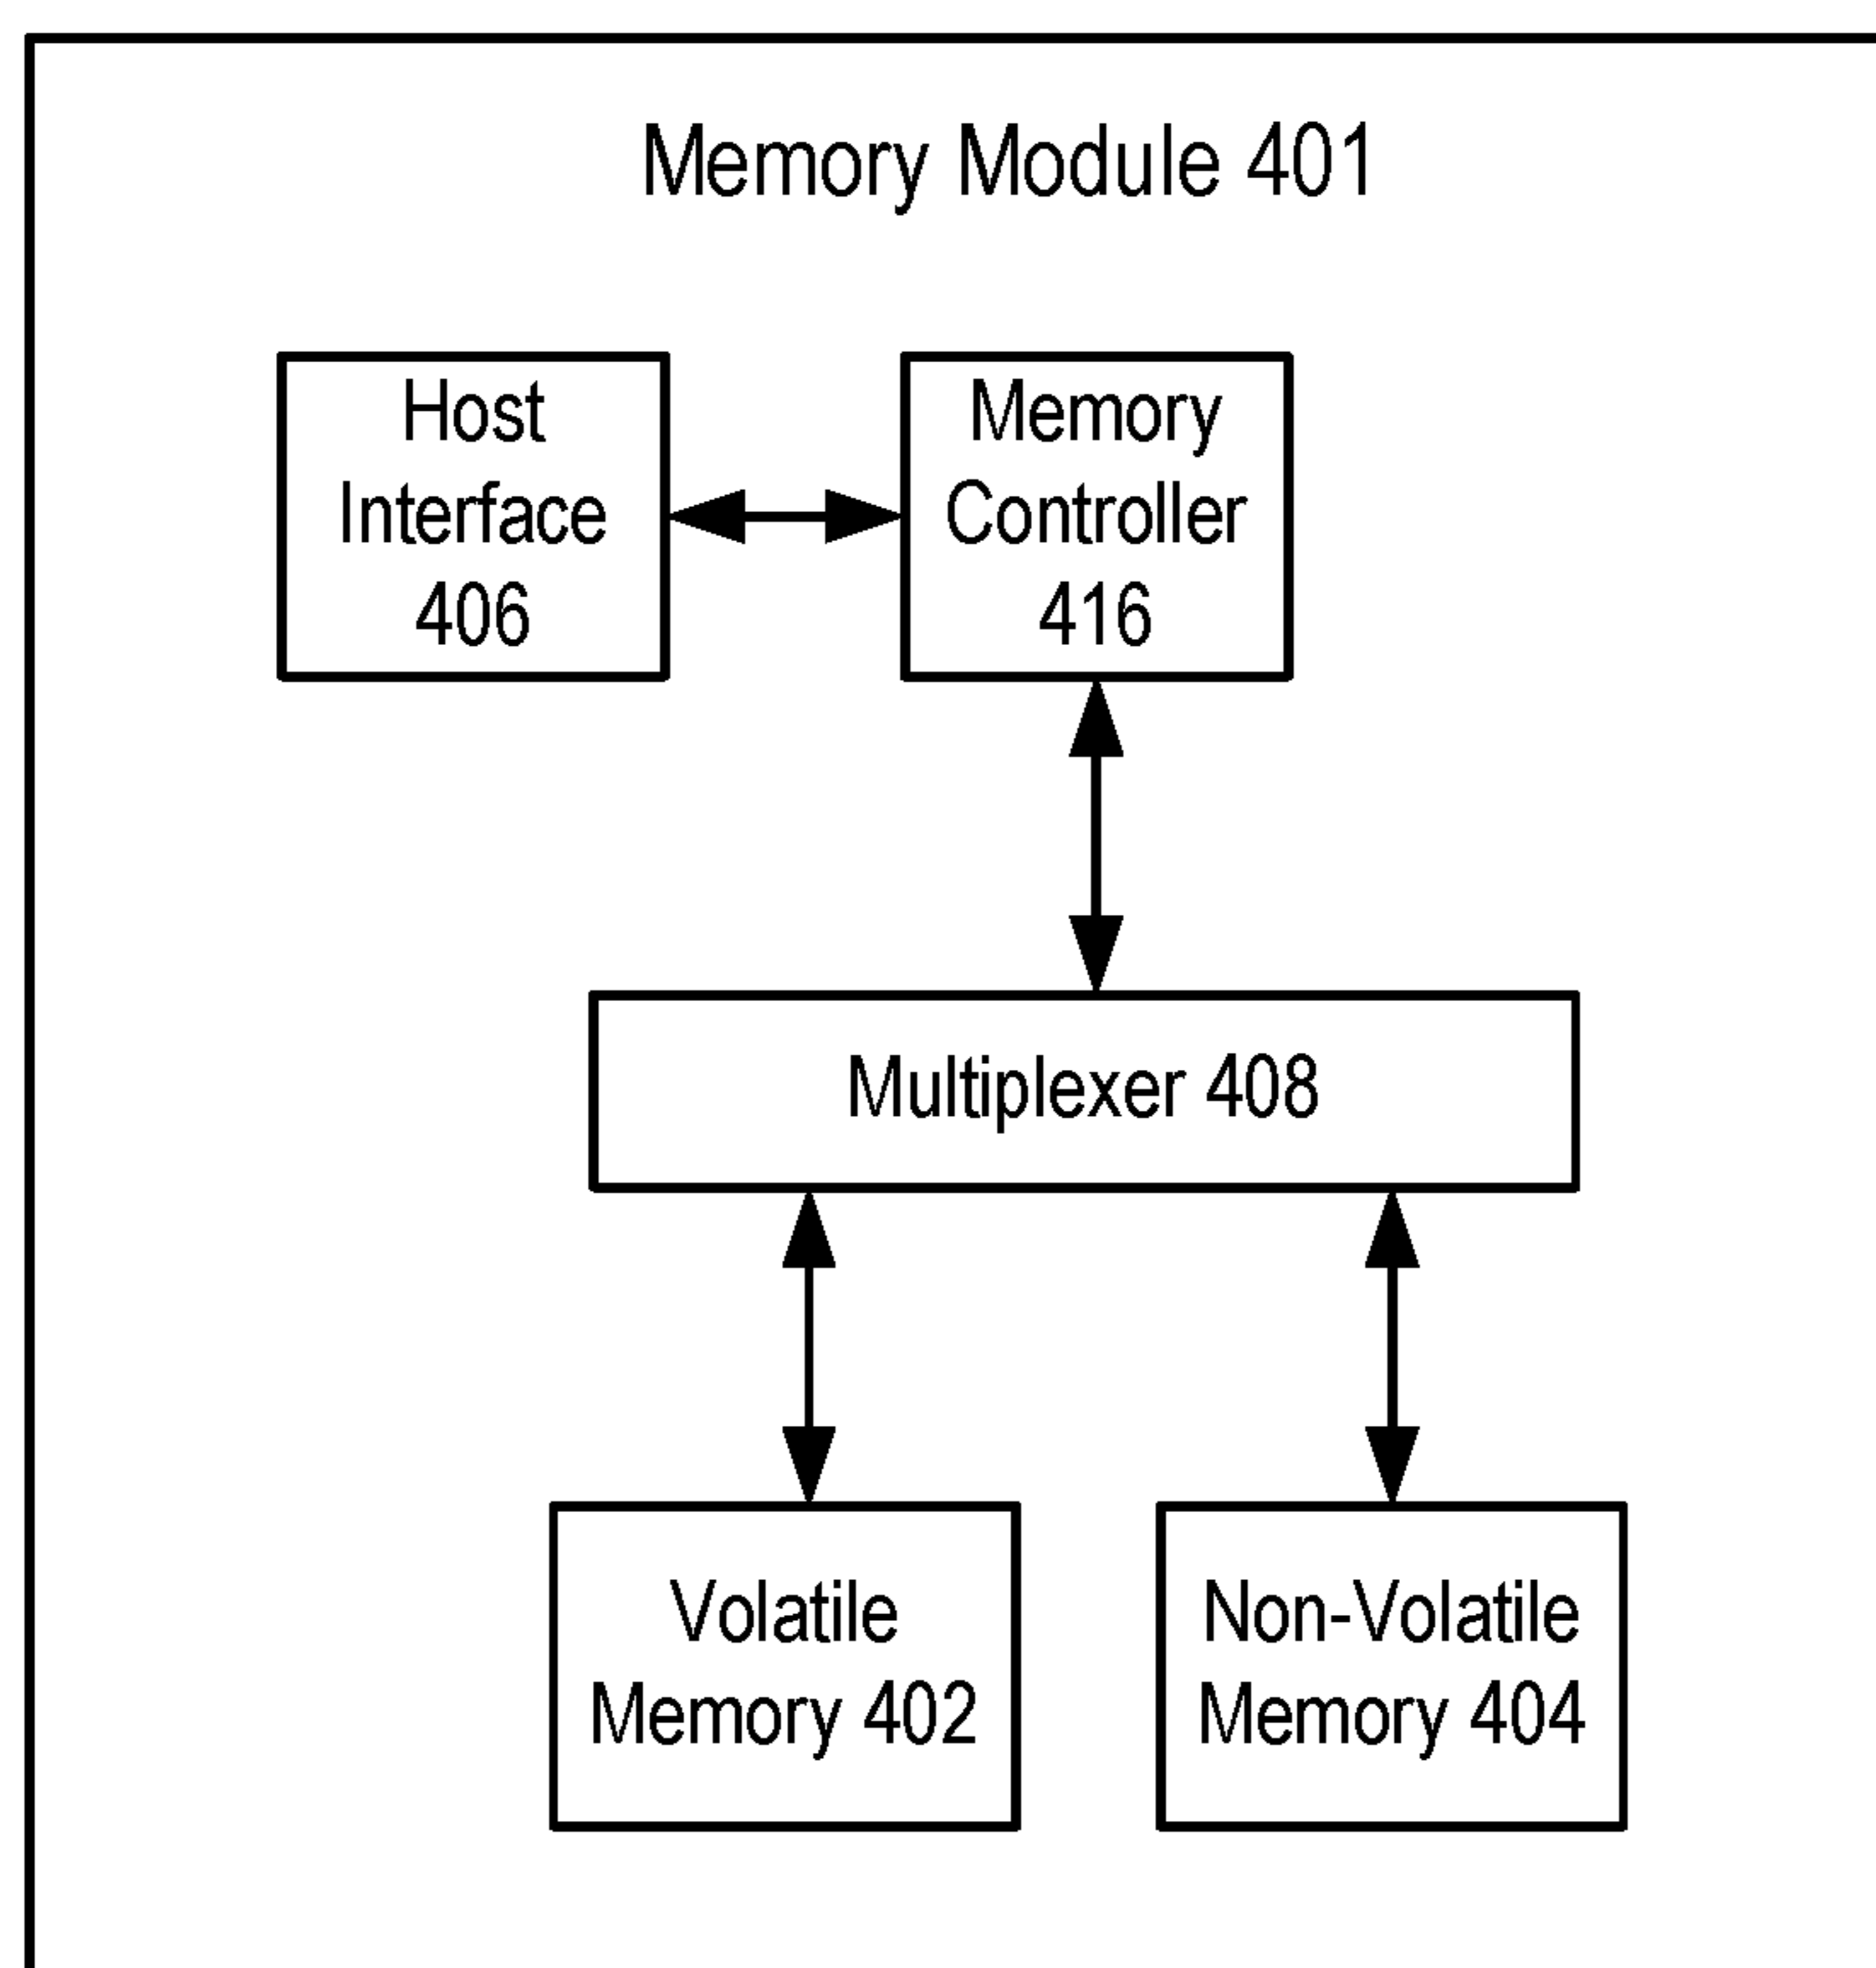 Memory Module 401
Host
Interface
406
Memory
Controller
416
Multiplexer 408
Volatile
Memory 402
Non-Volatile
Memory 404